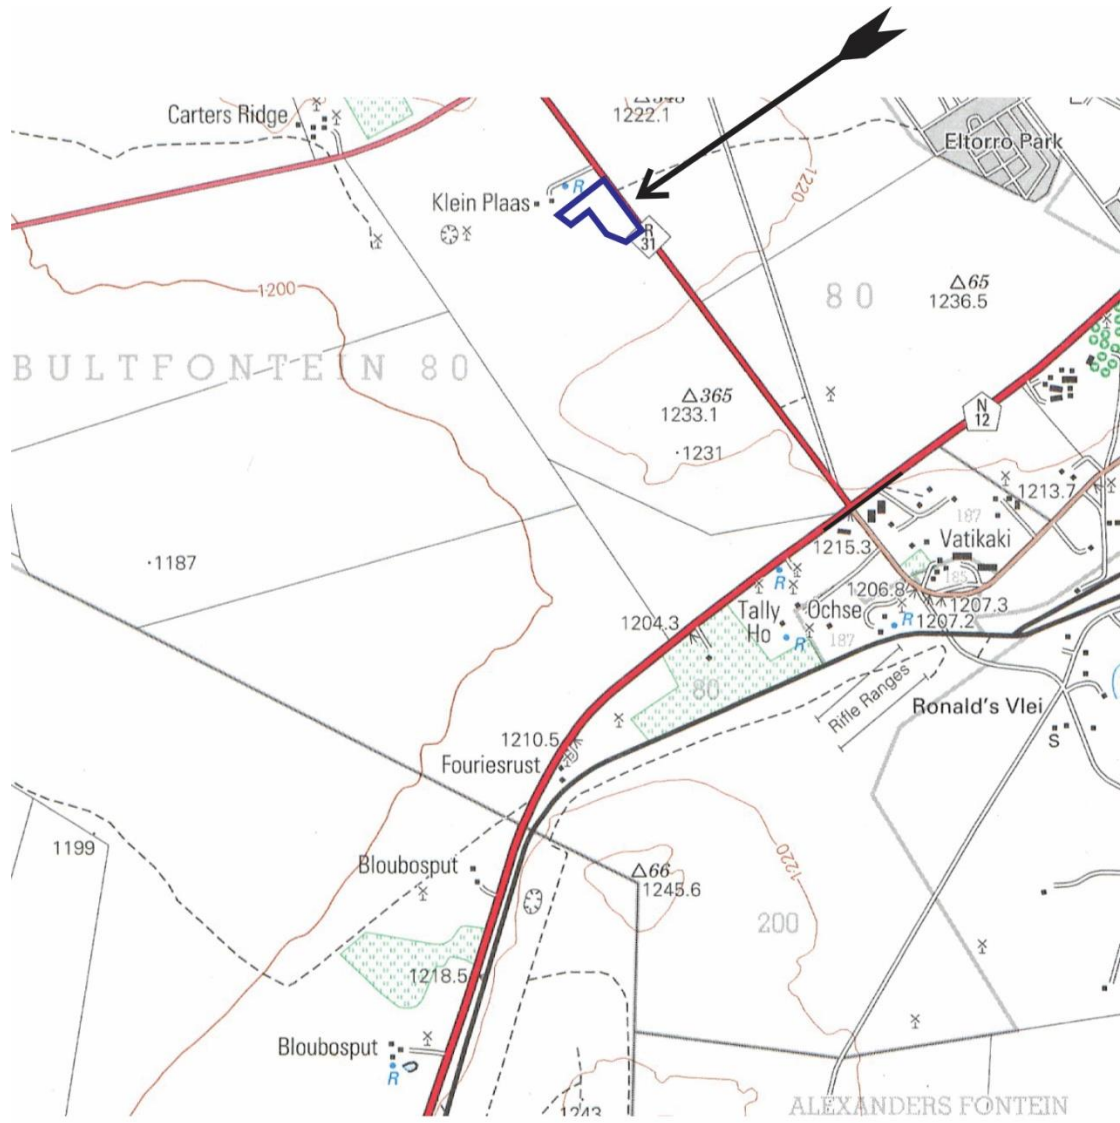 Carters Ridge
1222.1
Eltorro Park
1220
R
Klein Plaas
R
31
1200
80
△65
1236.5
BULTFONTEIN 80
△365
1233.1
1231
N
12
1213.7
187
Vatikaki
1215.3
1187
R
185
1206.8
1207.3
Tally
Ho
Ochse
R
1207.2
1204.3
187
R
80
Rifle Ranges
Ronald's Vlei
S
1210.5
Fouriesrust
1199
Bloubosput
△66
1245.6
1220
200
1218.5
Bloubosput
R
1243
ALEXANDERS FONTEIN